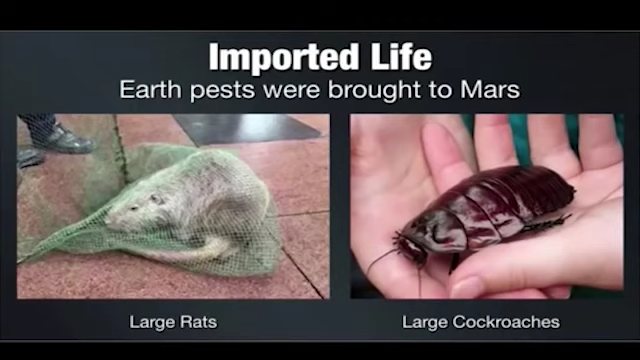 Imported Life
Earth pests were brought to Mars
Large Rats
Large Cockroaches